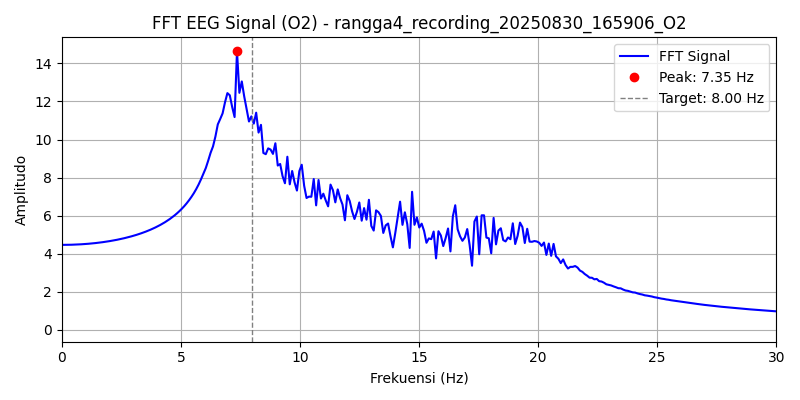 FFT EEG Signal (O2) - rangga4_recording_20250830_165906_O2
FFT Signal
Peak: 7.35 Hz
Target: 8.00 Hz
Amplitudo
14
12
10
8
6
4
2
0
0 5 10 15 20 25 30
Frekuensi (Hz)